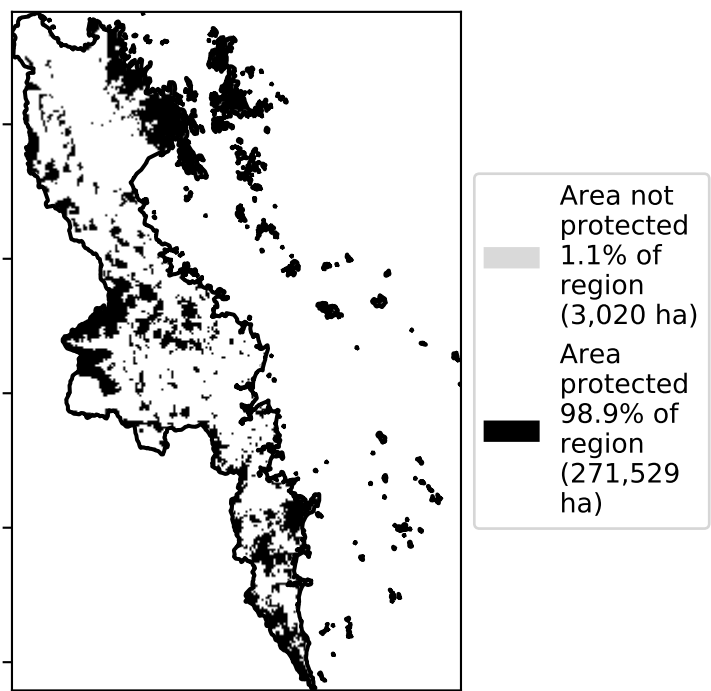 Area not
protected
1.1% of
region
(3,020 ha)
Area
protected
98.9% of
region
(271,529
ha)